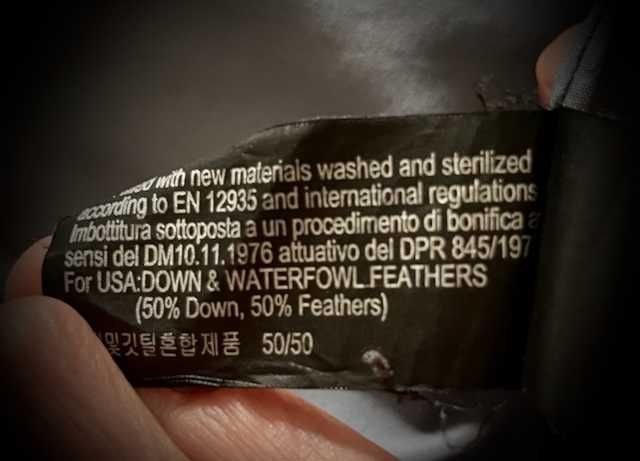 with new materials washed and sterilized
according to EN 12935 and international regulations
Imbottitura sottoposta a un procedimento di bonifica a
sensi del DM10.11.1976 attuativo del DPR 845/197
For USA:DOWN & WATERFOWL FEATHERS
(50% Down, 50% Feathers)
및깃털혼합제품 50/50